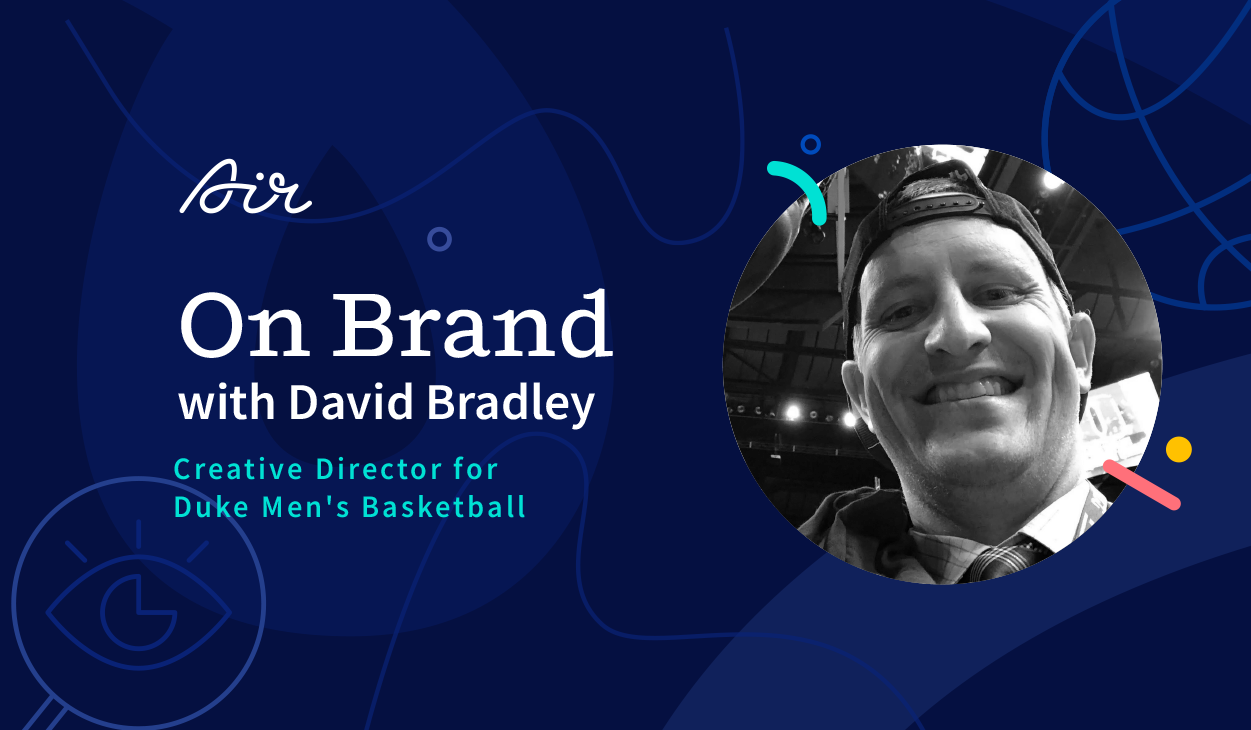 Air
On Brand
with David Bradley
Creative Director for
Duke Men's Basketball